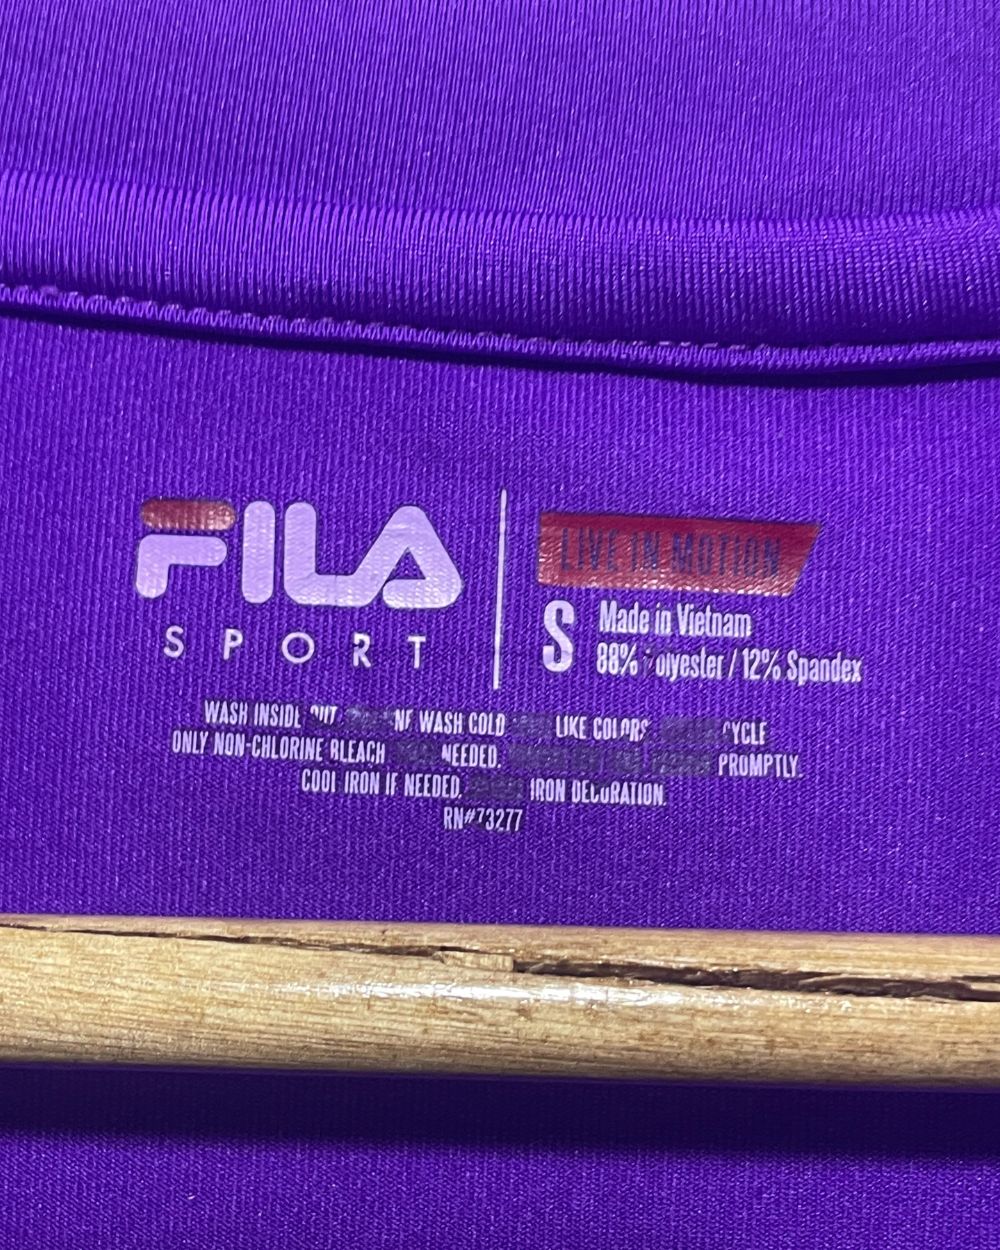 FILA
SPORT
LIVE IN MOTION
S
Made in Vietnam
88% Polyester / 12% Spandex
WASH INSIDE OUT. WASH COLD LIKE COLORS CYCLE
ONLY NON-CHLORINE BLEACH NEEDED. PROMPTLY.
COOL IRON IF NEEDED. IRON DECORATION.
RN#73277